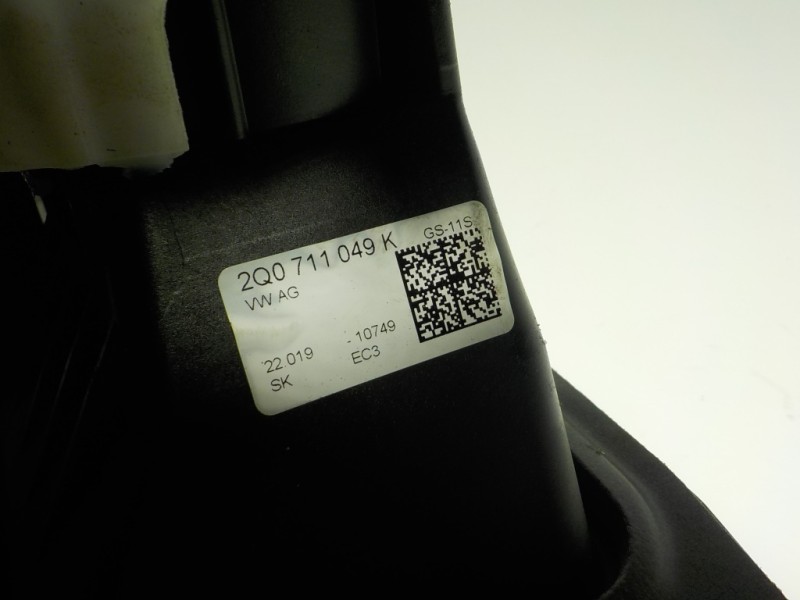 GS-11S
2Q0 711 049 K
VW AG
22.019 -10749
SK EC3